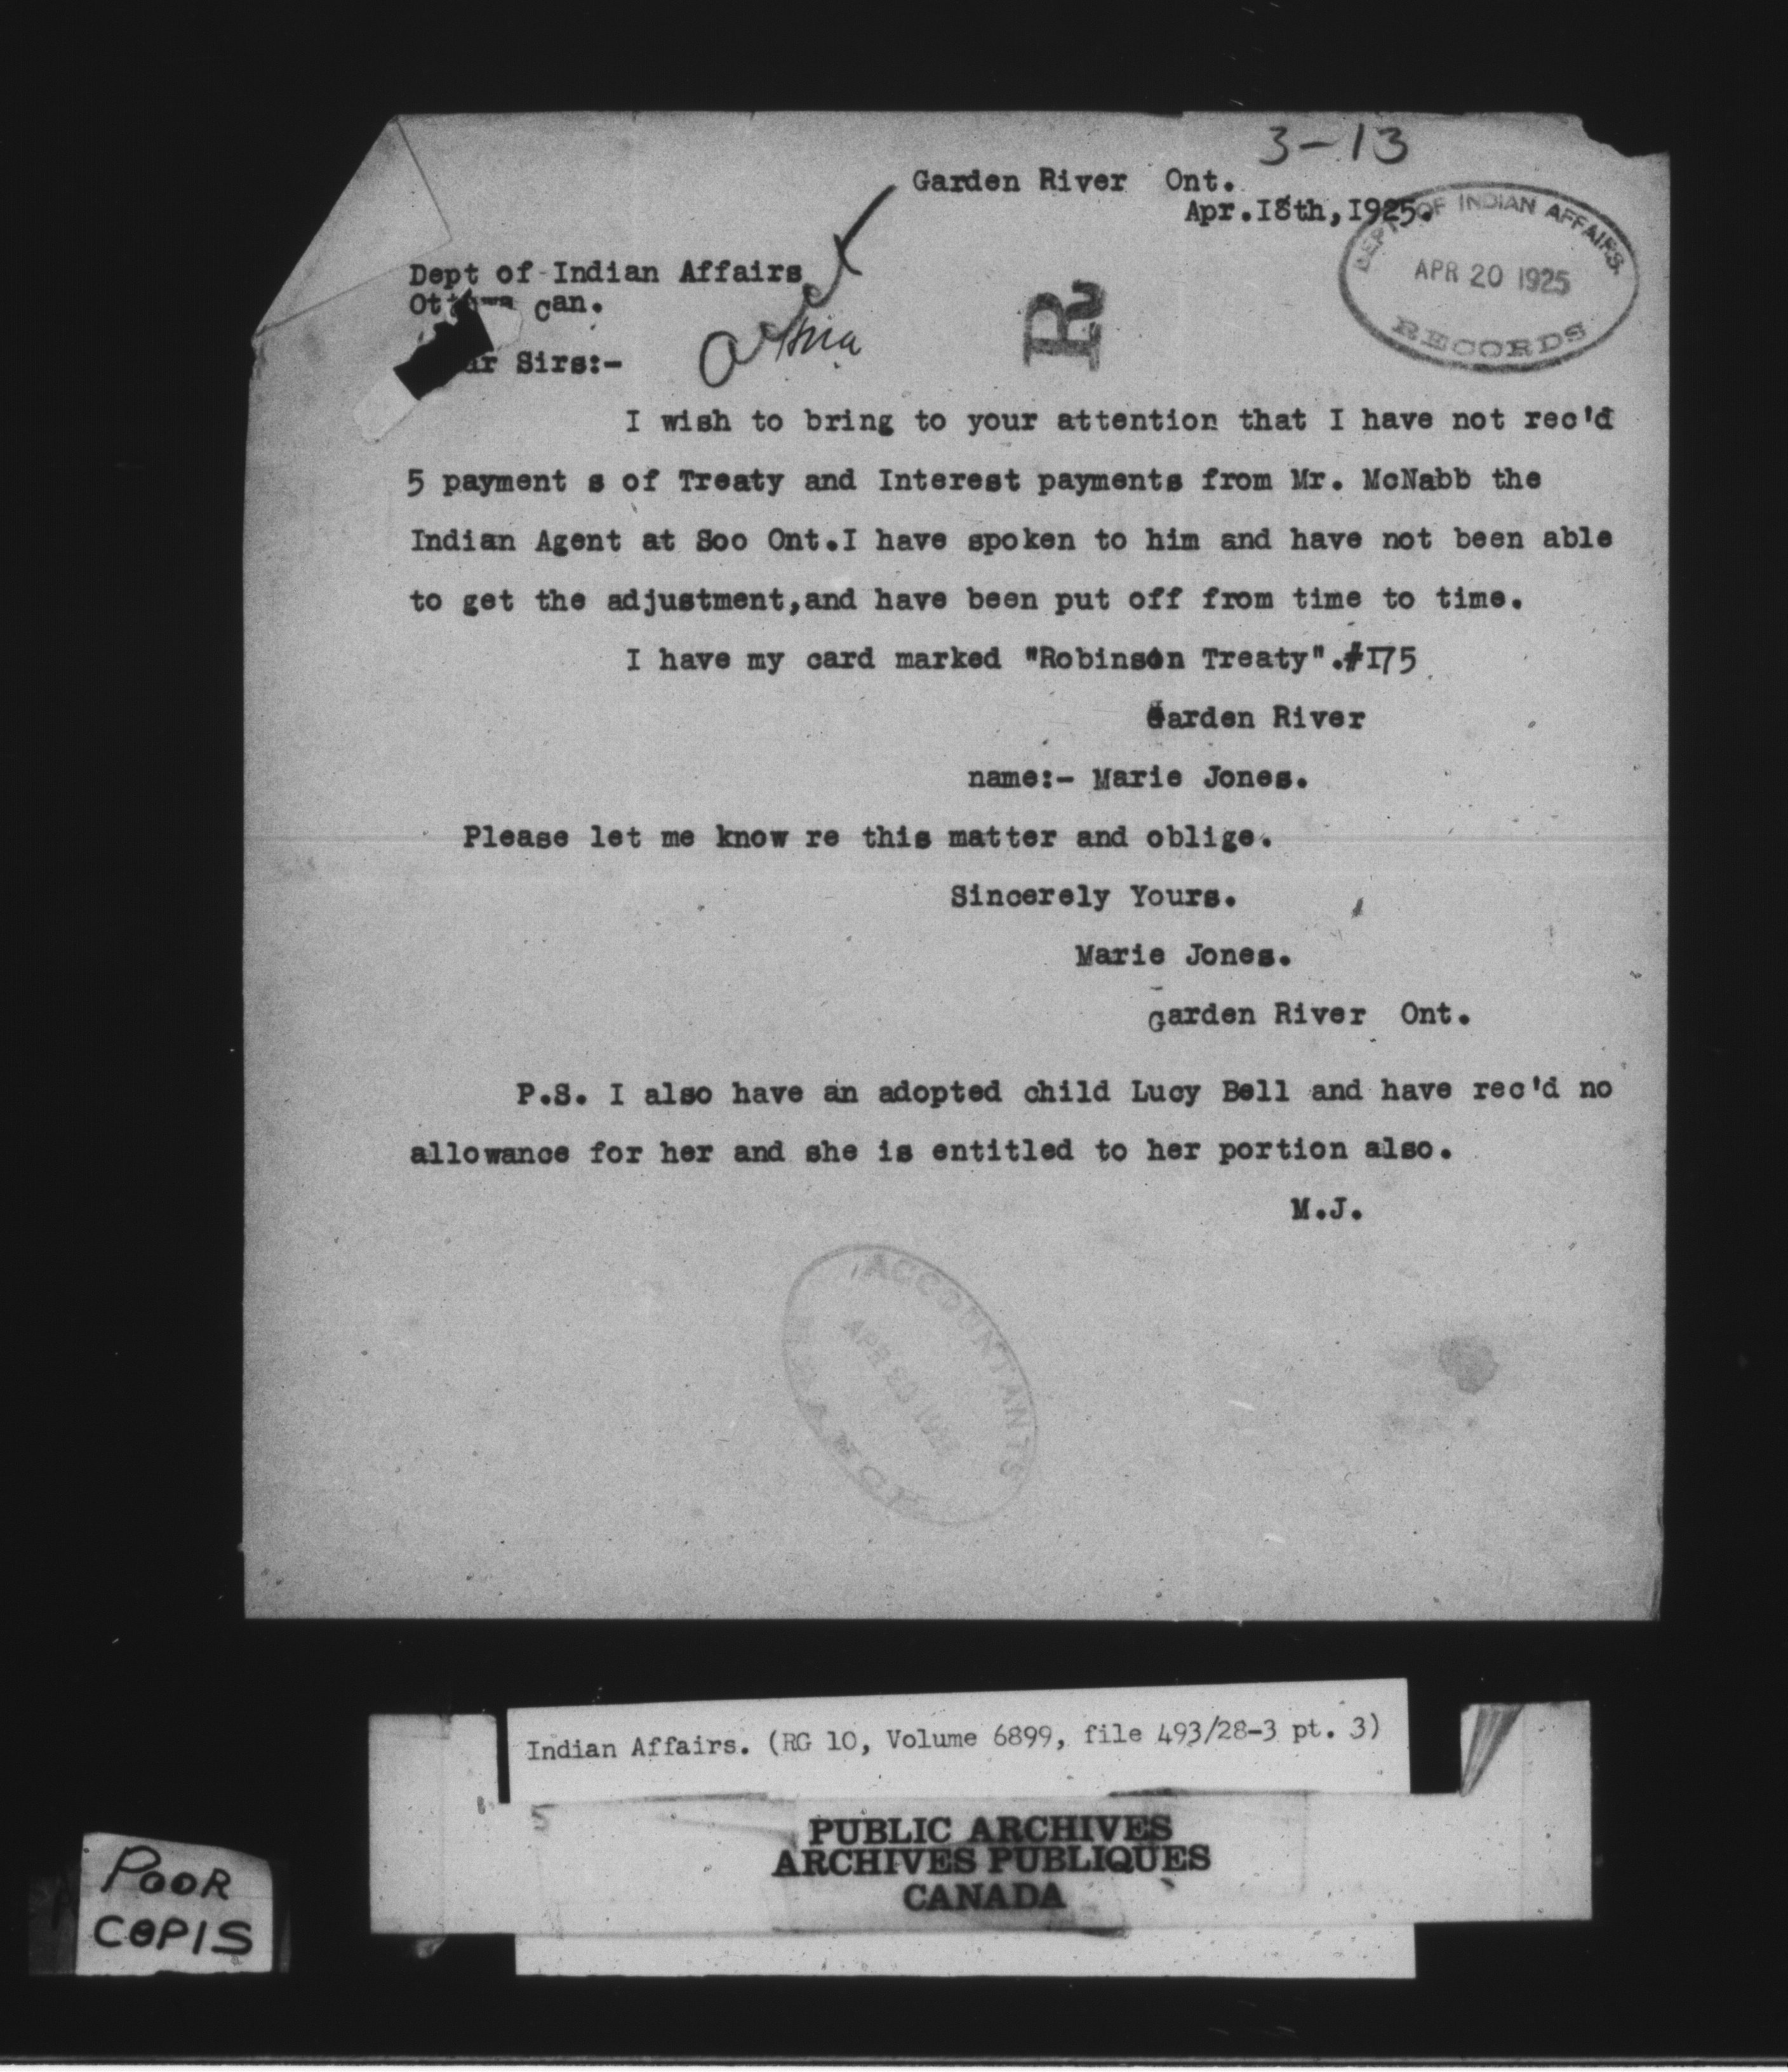 3-13
Garden River Ont.
Apr.I8th,I925.
DEPT OF INDIAN AFFAIRS.
APR 20 1925
RECORDS
R
Dept of Indian Affairs
Can.
Sirs:-
I wish to bring to your attention that I have not rec'd
5 payment s of Treaty and Interest payments from Mr. McNabb the
Indian Agent at Soo Ont.I have spoken to him and have not been able
to get the adjustment,and have been put off from time to time.
I have my card marked "Robinson Treaty".#I75
Garden River
name:- Marie Jones.
Please let me know re this matter and oblige.
Sincerely Yours.
Marie Jones.
Garden River Ont.
P.S. I also have an adopted child Lucy Bell and have rec'd no
allowance for her and she is entitled to her portion also.
M.J.
ACCOUNTANTS
APR
Indian Affairs. (RG 10, Volume 6899, file 493/28-3 pt. 3)
PUBLIC ARCHIVES
ARCHIVES PUBLIQUES
CANADA
POOR
COPIS